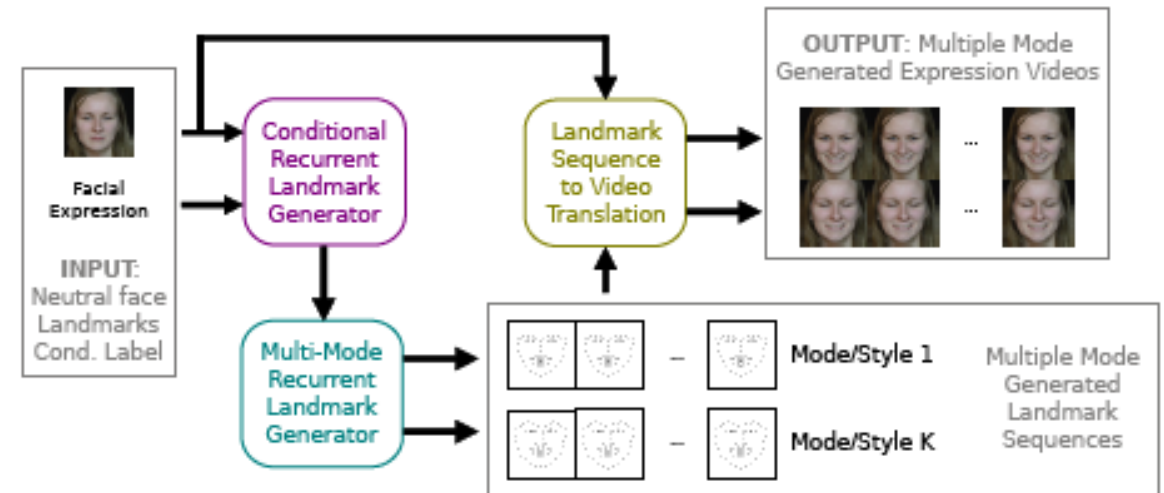 Facial
Expression
INPUT:
Neutral face
Landmarks
Cond. Label
Conditional
Recurrent
Landmark
Generator
Multi-Mode
Recurrent
Landmark
Generator
Landmark
Sequence
to Video
Translation
OUTPUT: Multiple Mode
Generated Expression Videos
...
...
... Mode/Style 1
... Mode/Style K
Multiple Mode
Generated
Landmark
Sequences